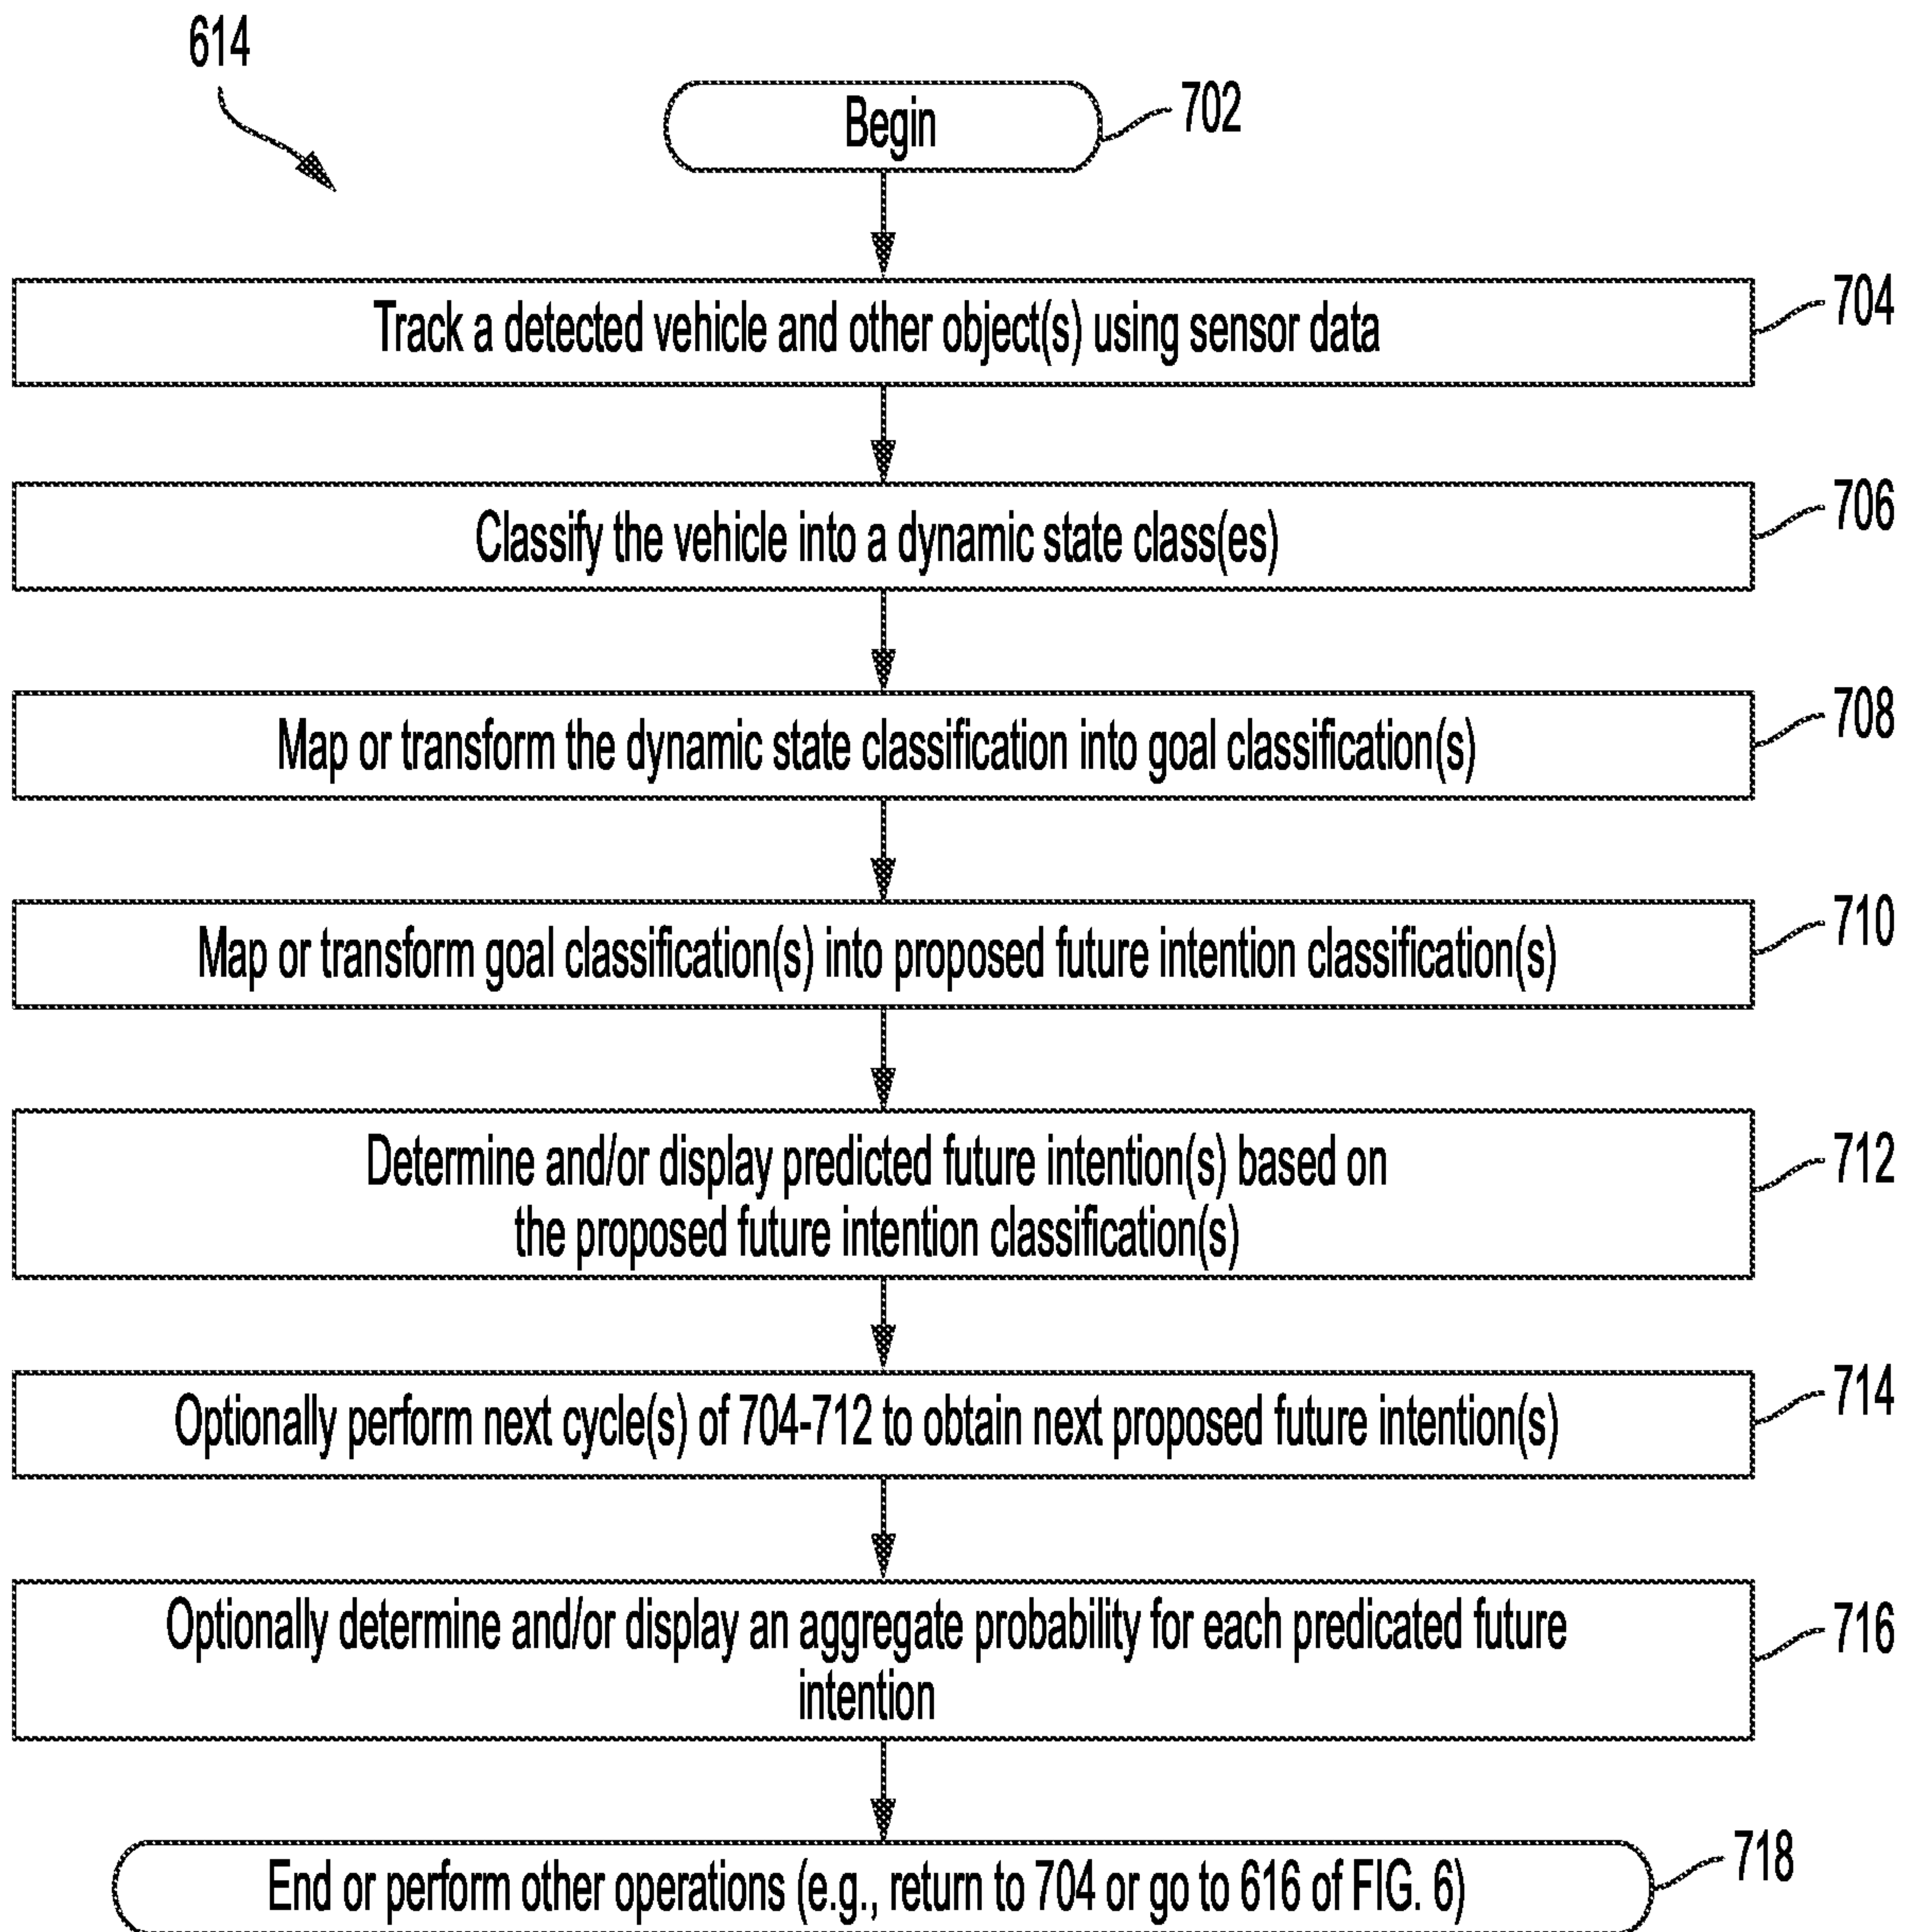 614
Begin
702
Track a detected vehicle and other object(s) using sensor data
704
Classify the vehicle into a dynamic state class(es)
706
Map or transform the dynamic state classification into goal classification(s)
708
Map or transform goal classification(s) into proposed future intention classification(s)
710
Determine and/or display predicted future intention(s) based on
the proposed future intention classification(s)
712
Optionally perform next cycle(s) of 704-712 to obtain next proposed future intention(s)
714
Optionally determine and/or display an aggregate probability for each predicated future
intention
716
End or perform other operations (e.g., return to 704 or go to 616 of FIG. 6)
718